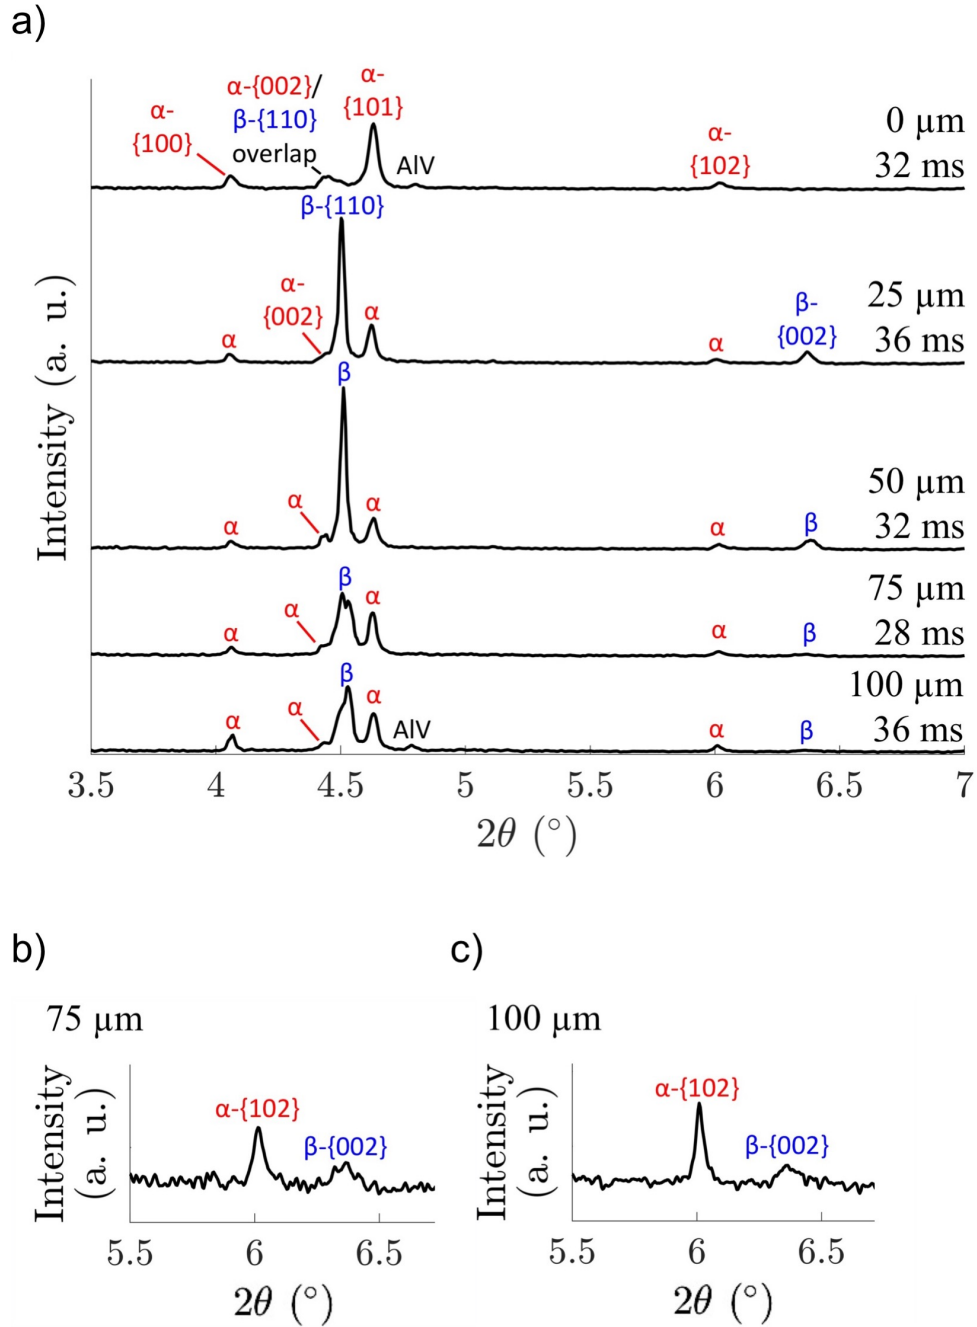 a)
α-{002}/
β-{110}
overlap
α-
{100}
α-
{101}
AlV
α-
{102}
0 µm
32 ms
β-{110}
α-
{002}
α
α
α
β-
{002}
25 µm
36 ms
β
α
α
α
α
β
50 µm
32 ms
β
α
α
α
α
β
75 µm
28 ms
β
α
α
α
AlV
α
β
100 µm
36 ms
Intensity (a. u.)
3.5 4 4.5 5 5.5 6 6.5 7
2θ (°)
b)
75 µm
Intensity
(a. u.)
α-{102}
β-{002}
5.5 6 6.5
2θ (°)
c)
100 µm
Intensity
(a. u.)
α-{102}
β-{002}
5.5 6 6.5
2θ (°)